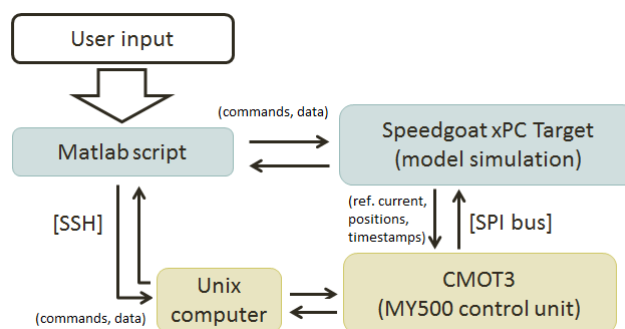 User input
(commands, data)
Matlab script
Speedgoat xPC Target
(model simulation)
[SSH]
(ref. current,
positions,
timestamps)
[SPI bus]
(commands, data)
Unix
computer
CMOT3
(MY500 control unit)